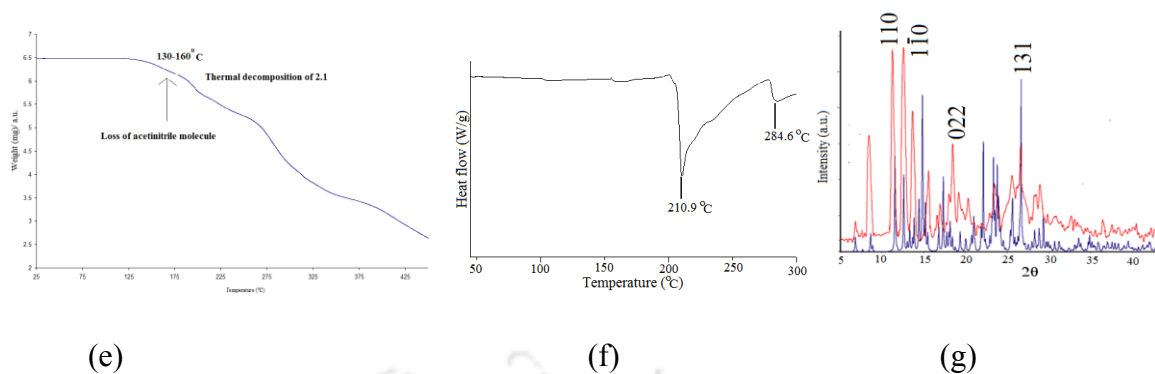 7
6.5
6
5.5
5
4.5
4
3.5
3
2.5
2
Weight (mg)/ a.u.
130-160°C
Thermal decomposition of 2.1
Loss of acetinitrile molecule
25 75 125 175 225 275 325 375 425
Temperature (°C)
(e)
Heat flow (W/g)
210.9 °C
284.6 °C
50 100 150 200 250 300
Temperature (°C)
(f)
Intensity (a.u.)
110
1̄10
022
131
5 10 15 20 25 30 35 40
2θ
(g)